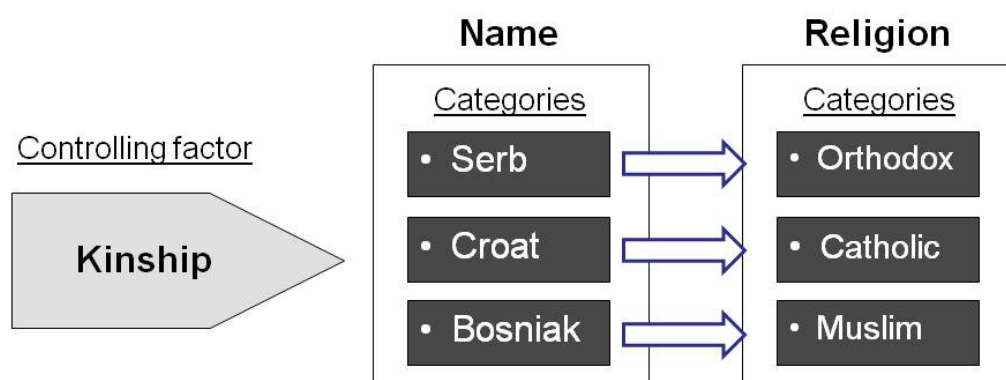 Controlling factor
Kinship
Name
Categories
• Serb
• Croat
• Bosniak
Religion
Categories
• Orthodox
• Catholic
• Muslim